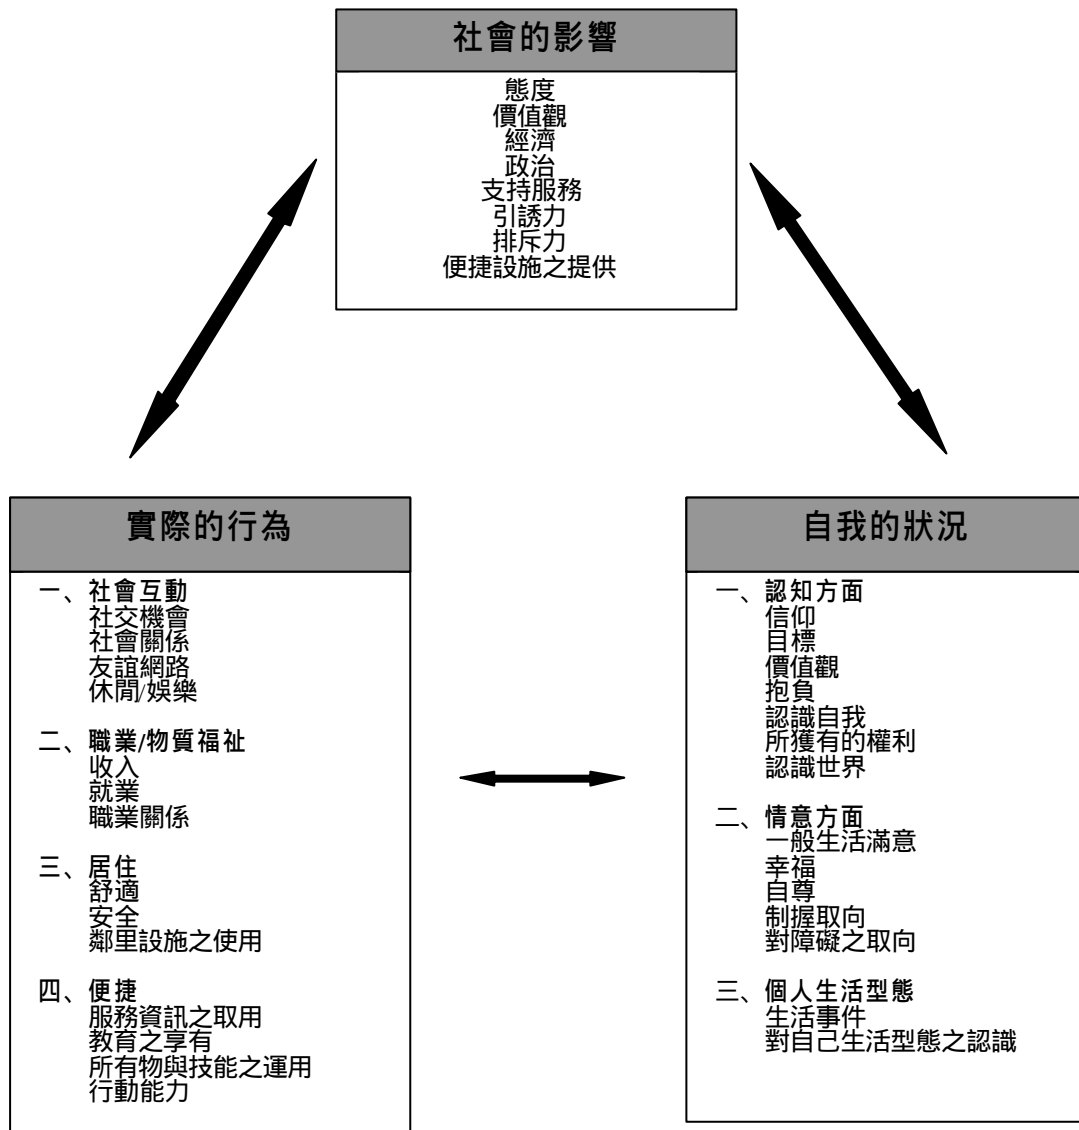 社會的影響
態度
價值觀
經濟
政治
支持服務
引誘力
排斥力
便捷設施之提供
實際的行為
一、社會互動
社交機會
社會關係
友誼網路
休閒/娛樂
二、職業/物質福祉
收入
就業
職業關係
三、居住
舒適
安全
鄰里設施之使用
四、便捷
服務資訊之取用
教育之享有
所有物與技能之運用
行動能力
自我的狀況
一、認知方面
信仰
目標
價值觀
抱負
認識自我
所獲有的權利
認識世界
二、情意方面
一般生活滿意
幸福
自尊
制握取向
對障礙之取向
三、個人生活型態
生活事件
對自己生活型態之認識